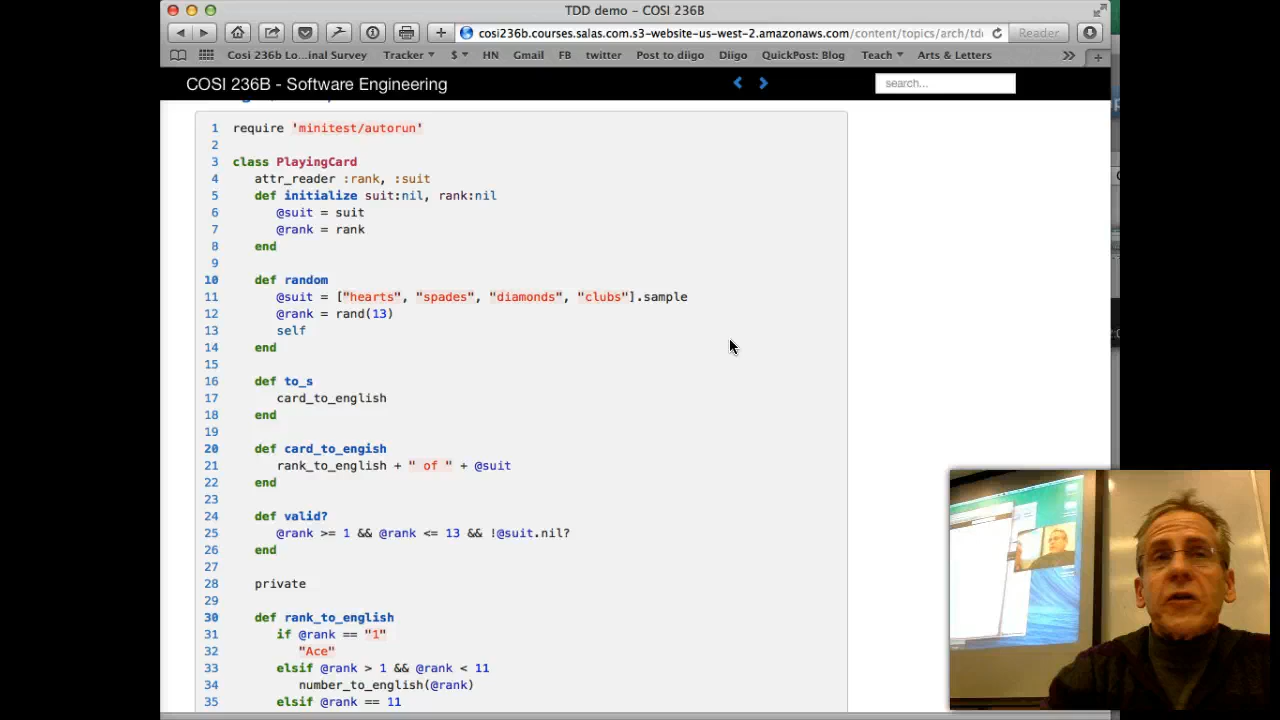 TDD demo - COSI 236B
cosi236b.courses.salas.com.s3-website-us-west-2.amazonaws.com/content/topics/arch/tdd
Reader
Cosi 236b Lo...inal Survey Tracker $ HN Gmail FB twitter Post to diigo Diigo QuickPost: Blog Teach Arts & Letters
COSI 236B - Software Engineering
search...
1 require 'minitest/autorun'
2
3 class PlayingCard
4 attr_reader :rank, :suit
5 def initialize suit:nil, rank:nil
6 @suit = suit
7 @rank = rank
8 end
9
10 def random
11 @suit = ["hearts", "spades", "diamonds", "clubs"].sample
12 @rank = rand(13)
13 self
14 end
15
16 def to_s
17 card_to_english
18 end
19
20 def card_to_engish
21 rank_to_english + " of " + @suit
22 end
23
24 def valid?
25 @rank >= 1 && @rank <= 13 && !@suit.nil?
26 end
27
28 private
29
30 def rank_to_english
31 if @rank == "1"
32 "Ace"
33 elsif @rank > 1 && @rank < 11
34 number_to_english(@rank)
35 elsif @rank == 11